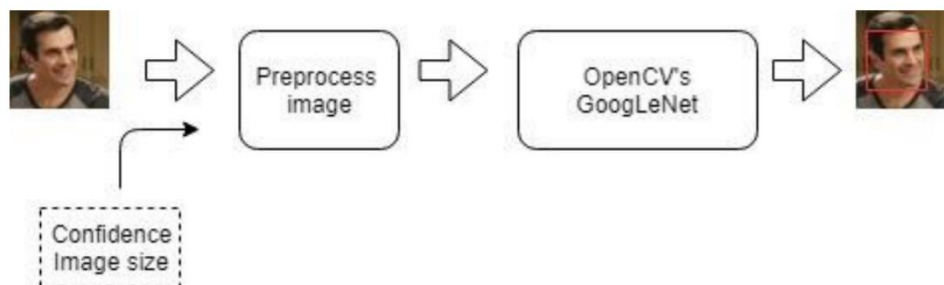 Preprocess
image
OpenCV's
GoogLeNet
Confidence
Image size